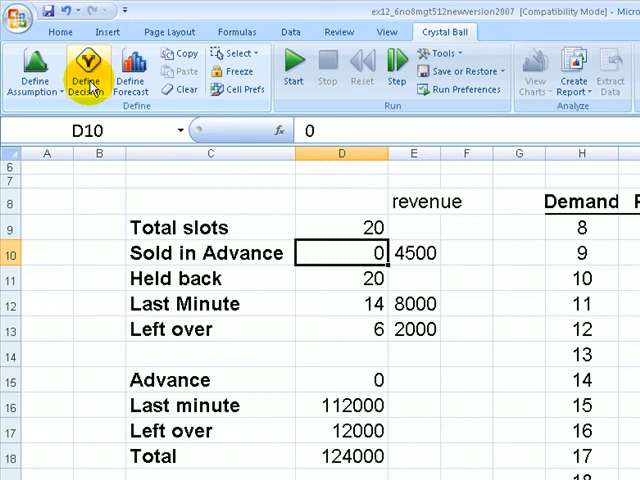 ex12_6no8mgt512newversion2007 [Compatibility Mode] -
Home Insert Page Layout Formulas Data Review View Crystal Ball
Define Assumption Define Decision Define Forecast Copy Paste Clear Select Freeze Cell Prefs Start Stop Reset Step Tools Save or Restore Run Preferences View Charts Create Report Extract Data
Define Run Analyze
D10 fx 0
A B C D E F G H
6
7
8 revenue Demand
9 Total slots 20 8
10 Sold in Advance 0 4500 9
11 Held back 20 10
12 Last Minute 14 8000 11
13 Left over 6 2000 12
14 13
15 Advance 0 14
16 Last minute 112000 15
17 Left over 12000 16
18 Total 124000 17